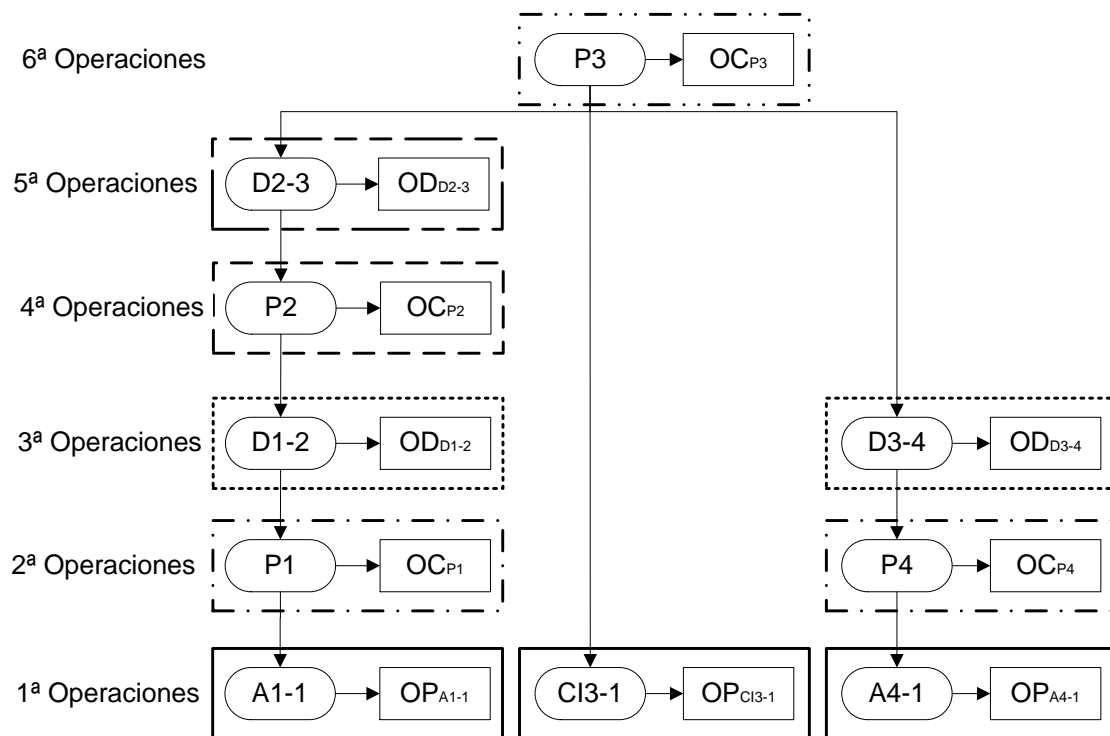 6ª Operaciones
P3
OCP3
5ª Operaciones
D2-3
ODD2-3
4ª Operaciones
P2
OCP2
3ª Operaciones
D1-2
ODD1-2
D3-4
ODD3-4
2ª Operaciones
P1
OCP1
P4
OCP4
1ª Operaciones
A1-1
OPA1-1
CI3-1
OPCI3-1
A4-1
OPA4-1